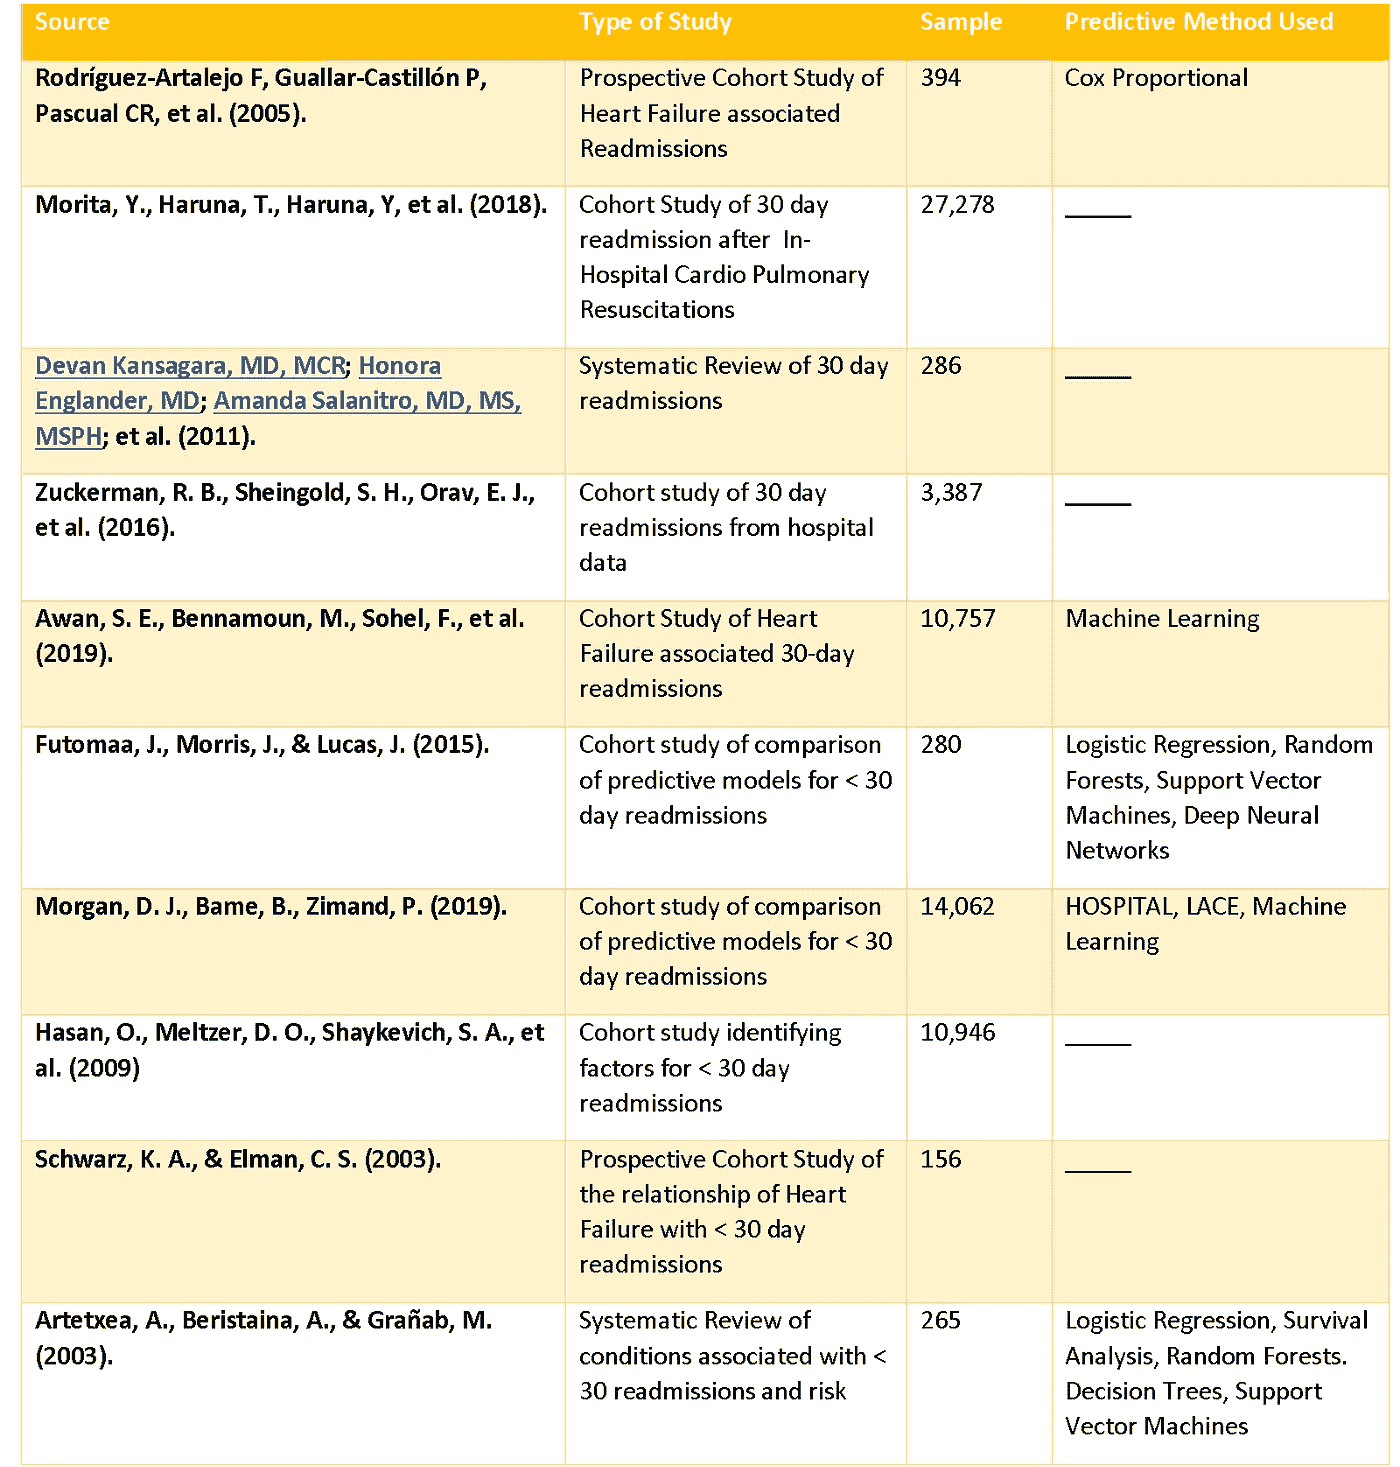 Source Type of Study Sample Predictive Method Used
Rodríguez-Artalejo F, Guallar-Castillón P, Prospective Cohort Study of 394 Cox Proportional
Pascual CR, et al. (2005). Heart Failure associated
Readmissions
Morita, Y., Haruna, T., Haruna, Y, et al. (2018). Cohort Study of 30 day 27,278 _____
readmission after In-
Hospital Cardio Pulmonary
Resuscitations
Devan Kansagara, MD, MCR; Honora Systematic Review of 30 day 286 _____
Englander, MD; Amanda Salanitro, MD, MS, readmissions
MSPH; et al. (2011).
Zuckerman, R. B., Sheingold, S. H., Orav, E. J., Cohort study of 30 day 3,387 _____
et al. (2016). readmissions from hospital
data
Awan, S. E., Bennamoun, M., Sohel, F., et al. Cohort Study of Heart 10,757 Machine Learning
(2019). Failure associated 30-day
readmissions
Futomaa, J., Morris, J., & Lucas, J. (2015). Cohort study of comparison 280 Logistic Regression, Random
of predictive models for < 30 Forests, Support Vector
day readmissions Machines, Deep Neural
Networks
Morgan, D. J., Bame, B., Zimand, P. (2019). Cohort study of comparison 14,062 HOSPITAL, LACE, Machine
of predictive models for < 30 Learning
day readmissions
Hasan, O., Meltzer, D. O., Shaykevich, S. A., et Cohort study identifying 10,946 _____
al. (2009) factors for < 30 day
readmissions
Schwarz, K. A., & Elman, C. S. (2003). Prospective Cohort Study of 156 _____
the relationship of Heart
Failure with < 30 day
readmissions
Artetxea, A., Beristaina, A., & Grañab, M. Systematic Review of 265 Logistic Regression, Survival
(2003). conditions associated with < Analysis, Random Forests.
30 readmissions and risk Decision Trees, Support
Vector Machines